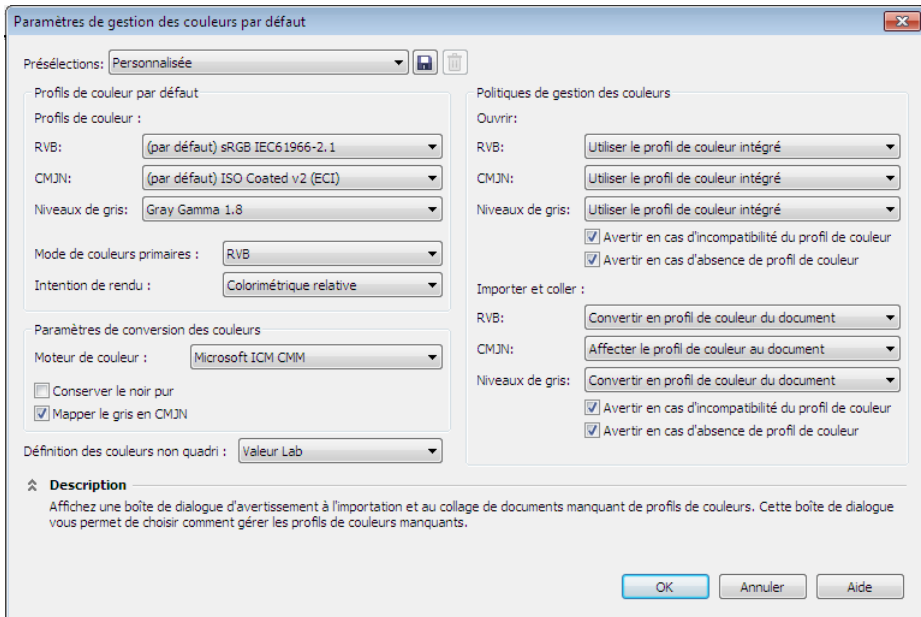 Paramètres de gestion des couleurs par défaut
Présélections: Personnalisée
Profils de couleur par défaut
Profils de couleur :
RVB: (par défaut) sRGB IEC61966-2.1
CMJN: (par défaut) ISO Coated v2 (ECI)
Niveaux de gris: Gray Gamma 1.8
Mode de couleurs primaires : RVB
Intention de rendu : Colorimétrique relative
Paramètres de conversion des couleurs
Moteur de couleur : Microsoft ICM CMM
Conserver le noir pur
Mapper le gris en CMJN
Définition des couleurs non quadri : Valeur Lab
Politiques de gestion des couleurs
Ouvrir:
RVB: Utiliser le profil de couleur intégré
CMJN: Utiliser le profil de couleur intégré
Niveaux de gris: Utiliser le profil de couleur intégré
Avertir en cas d'incompatibilité du profil de couleur
Avertir en cas d'absence de profil de couleur
Importer et coller :
RVB: Convertir en profil de couleur du document
CMJN: Affecter le profil de couleur au document
Niveaux de gris: Convertir en profil de couleur du document
Avertir en cas d'incompatibilité du profil de couleur
Avertir en cas d'absence de profil de couleur
Description
Affichez une boîte de dialogue d'avertissement à l'importation et au collage de documents manquant de profils de couleurs. Cette boîte de dialogue
vous permet de choisir comment gérer les profils de couleurs manquants.
OK Annuler Aide